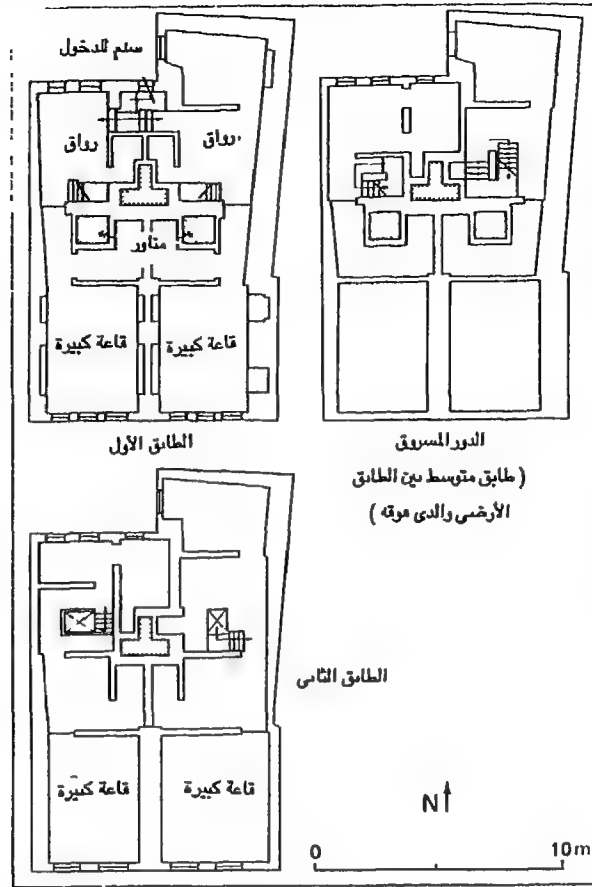 سلم للدخول
رواق
رواق
مناور
قاعة كبيرة
قاعة كبيرة
الطابق الأول
الدور المسروق
( طابق متوسط بين الطابق
الأرضى والذى فوقه )
الطابق الثانى
قاعة كبيرة
قاعة كبيرة
N
0
10m